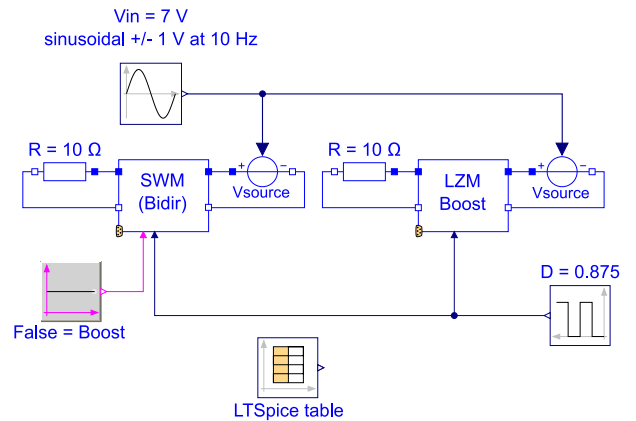 Vin = 7 V
sinusoidal +/- 1 V at 10 Hz
R = 10 Ω
SWM
(Bidir)
+
−
Vsource
R = 10 Ω
LZM
Boost
+
−
Vsource
D = 0.875
False = Boost
LTSpice table